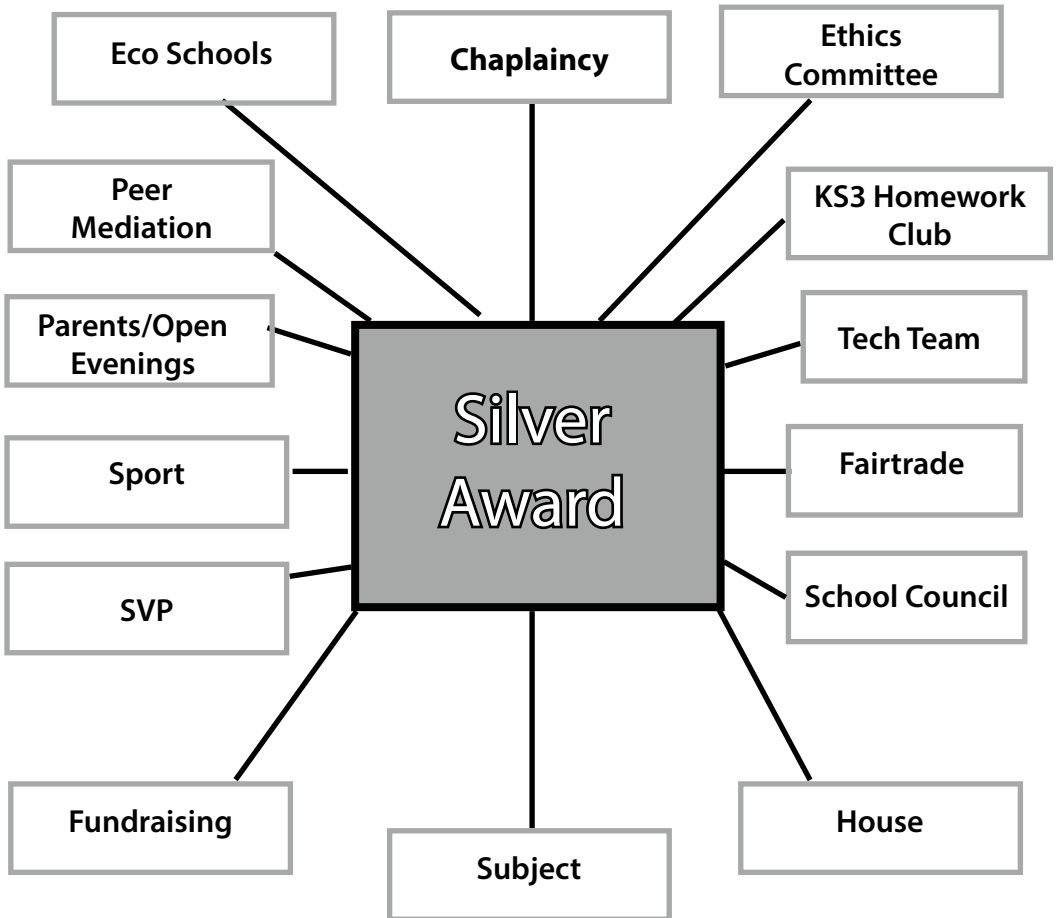 Eco Schools
Chaplaincy
Ethics
Committee
Peer
Mediation
KS3 Homework
Club
Parents/Open
Evenings
Tech Team
Silver
Award
Sport
Fairtrade
SVP
School Council
Fundraising
Subject
House